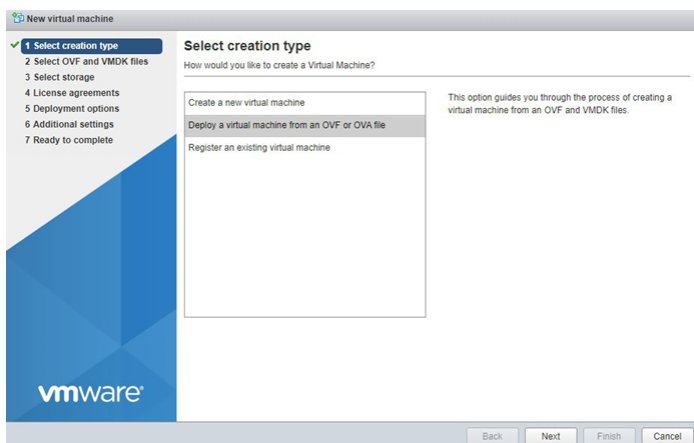 New virtual machine
1 Select creation type
2 Select OVF and VMDK files
3 Select storage
4 License agreements
5 Deployment options
6 Additional settings
7 Ready to complete
Select creation type
How would you like to create a Virtual Machine?
Create a new virtual machine
Deploy a virtual machine from an OVF or OVA file
Register an existing virtual machine
This option guides you through the process of creating a
virtual machine from an OVF and VMDK files.
vmware®
Back Next Finish Cancel